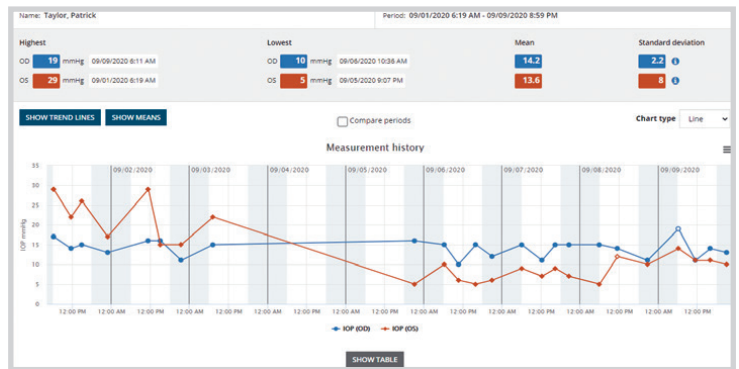 Name: Taylor, Patrick Period: 09/01/2020 6:19 AM - 09/09/2020 8:59 PM
Highest Lowest Mean Standard deviation
OD 19 mmHg 09/09/2020 6:11 AM OD 10 mmHg 09/06/2020 10:38 AM 14.2 2.2
OS 29 mmHg 09/01/2020 6:19 AM OS 5 mmHg 09/05/2020 9:07 PM 13.6 8
SHOW TREND LINES SHOW MEANS Compare periods Chart type Line
Measurement history
09/02/2020 09/03/2020 09/04/2020 09/05/2020 09/06/2020 09/07/2020 09/08/2020 09/09/2020
35
30
25
20
15
10
5
0
IOP mmHg
12:00 PM 12:00 AM 12:00 PM 12:00 AM 12:00 PM 12:00 AM 12:00 PM 12:00 AM 12:00 PM 12:00 AM 12:00 PM 12:00 AM 12:00 PM 12:00 AM 12:00 PM 12:00 AM 12:00 PM
IOP (OD) IOP (OS)
SHOW TABLE